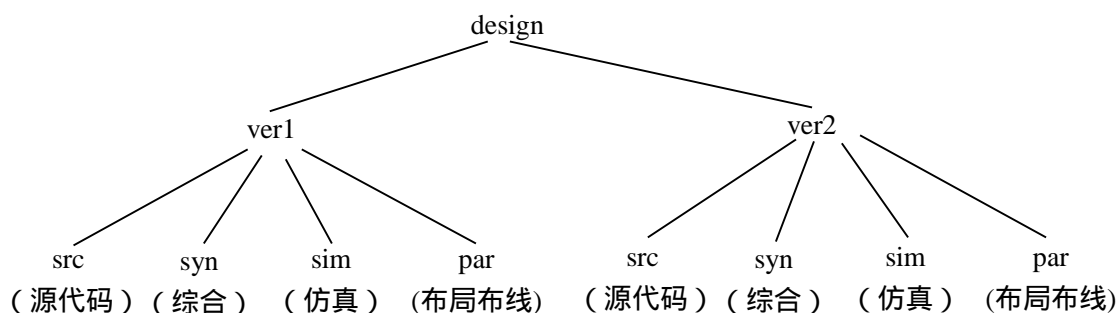 design
ver1 ver2
src syn sim par src syn sim par
（源代码）（综合） （仿真） (布局布线) （源代码）（综合） （仿真） (布局布线)